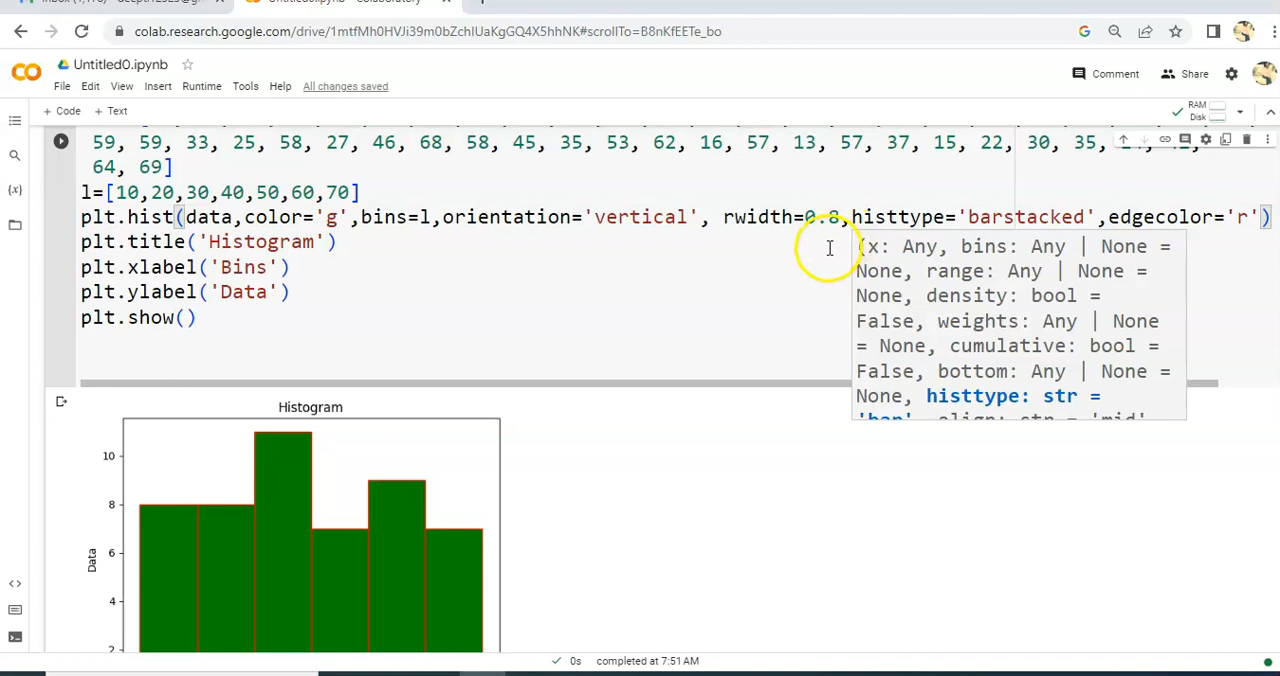 colab.research.google.com/drive/1mtfMh0HVJi39m0bZchIUaKgGQ4X5hhNK#scrollTo=B8nKfEETe_bo
Untitled0.ipynb
File Edit View Insert Runtime Tools Help All changes saved
Comment Share
+ Code + Text
RAM
Disk
59, 59, 33, 25, 58, 27, 46, 68, 58, 45, 35, 53, 62, 16, 57, 13, 57, 37, 15, 22, 30, 35,
64, 69]
l=[10,20,30,40,50,60,70]
plt.hist(data,color='g',bins=l,orientation='vertical', rwidth=0.8,histtype='barstacked',edgecolor='r')
plt.title('Histogram')
plt.xlabel('Bins')
plt.ylabel('Data')
plt.show()
(x: Any, bins: Any | None =
None, range: Any | None =
None, density: bool =
False, weights: Any | None
= None, cumulative: bool =
False, bottom: Any | None =
None, histtype: str =
'bar', align: str = 'mid'
Histogram
10
8
6
4
2
Data
0s completed at 7:51 AM